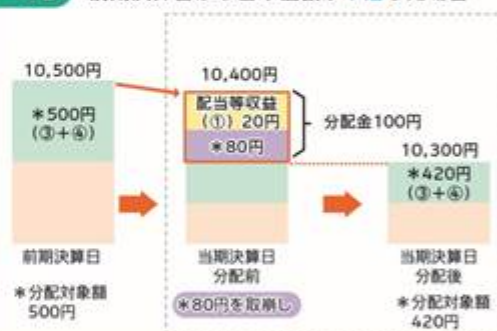 10,500円
*500円
(③+④)
10,400円
配当等収益
(①) 20円
*80円
分配金100円
10,300円
*420円
(③+④)
前期決算日
当期決算日
分配前
当期決算日
分配後
*分配対象額
500円
*80円を取崩し
*分配対象額
420円